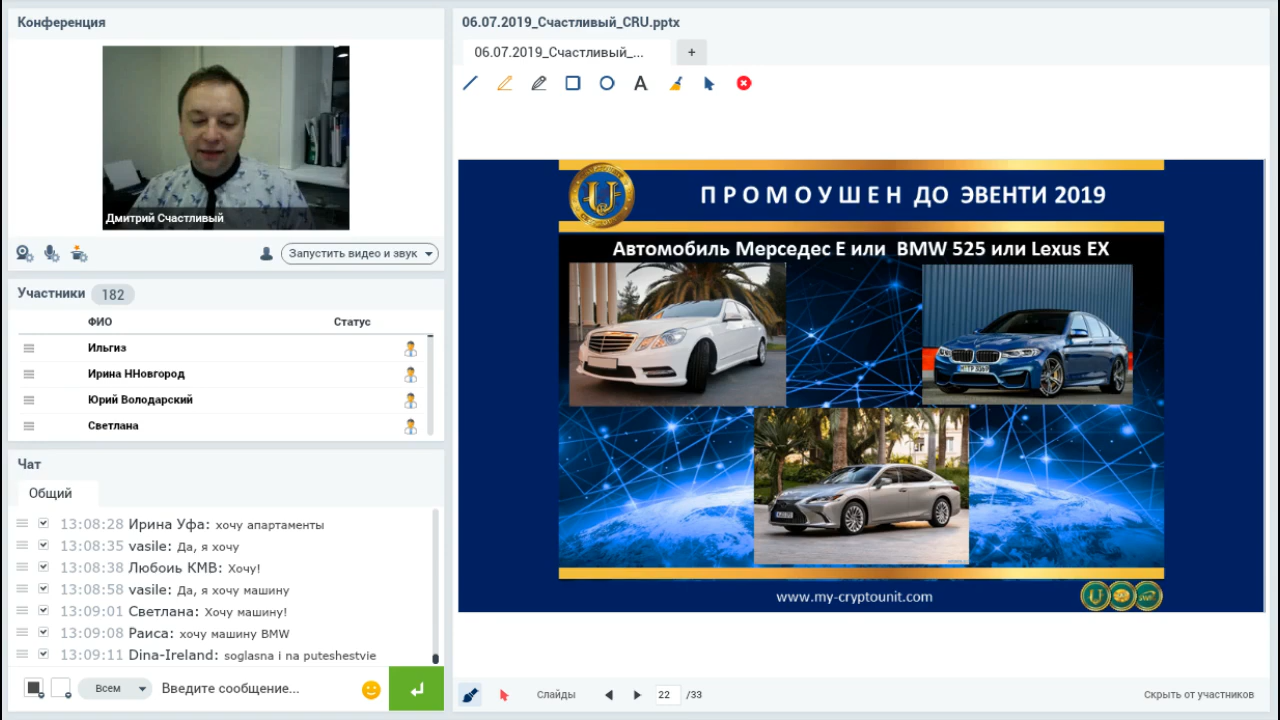 Конференция
Дмитрий Счастливый
Запустить видео и звук
Участники 182
ФИО Статус
Ильгиз
Ирина ННовгород
Юрий Володарский
Светлана
Чат
Общий
13:08:28 Ирина Уфа: хочу апартаменты
13:08:35 vasile: Да, я хочу
13:08:38 Любоиь КМВ: Хочу!
13:08:58 vasile: Да, я хочу машину
13:09:01 Светлана: Хочу машину!
13:09:08 Раиса: хочу машину BMW
13:09:11 Dina-Ireland: soglasna i na puteshestvie
Всем Введите сообщение...
06.07.2019_Счастливый_CRU.pptx
06.07.2019_Счастливый_... +
A
П Р О М О У Ш Е Н ДО ЭВЕНТИ 2019
Автомобиль Мерседес Е или BMW 525 или Lexus EX
www.my-cryptounit.com
Слайды 22 /33
Скрыть от участников